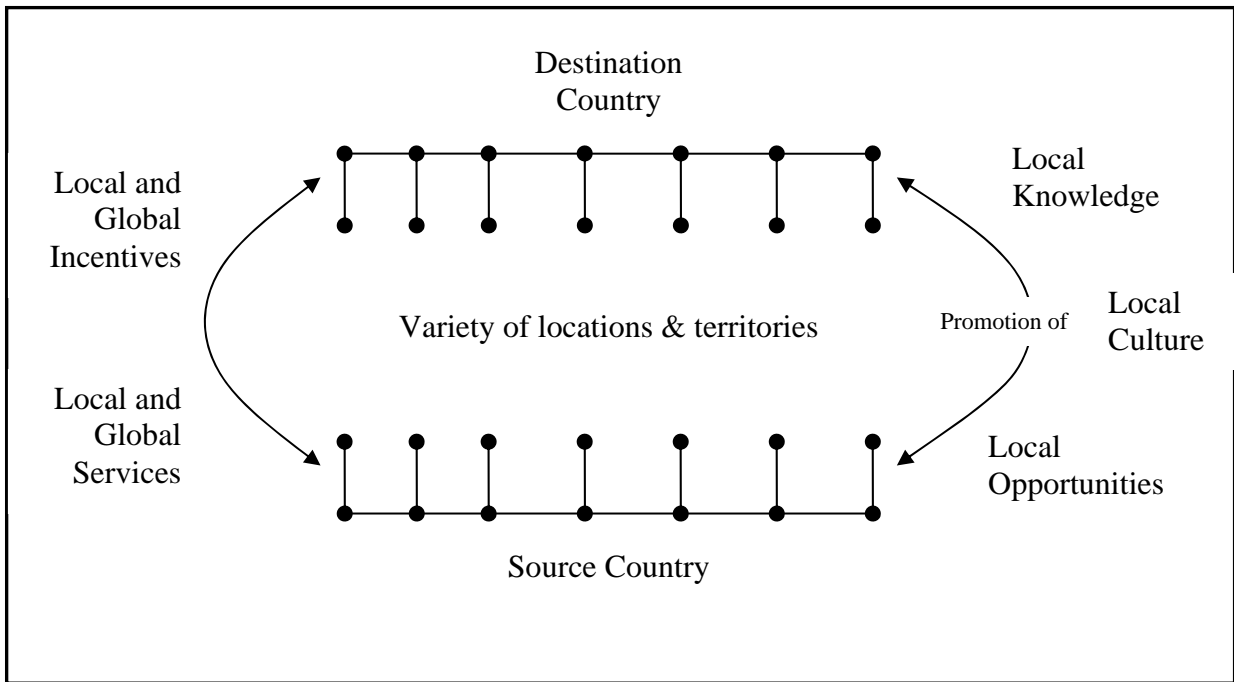 Destination
Country
Local and
Global
Incentives
Local
Knowledge
Variety of locations & territories
Promotion of
Local
Culture
Local and
Global
Services
Local
Opportunities
Source Country